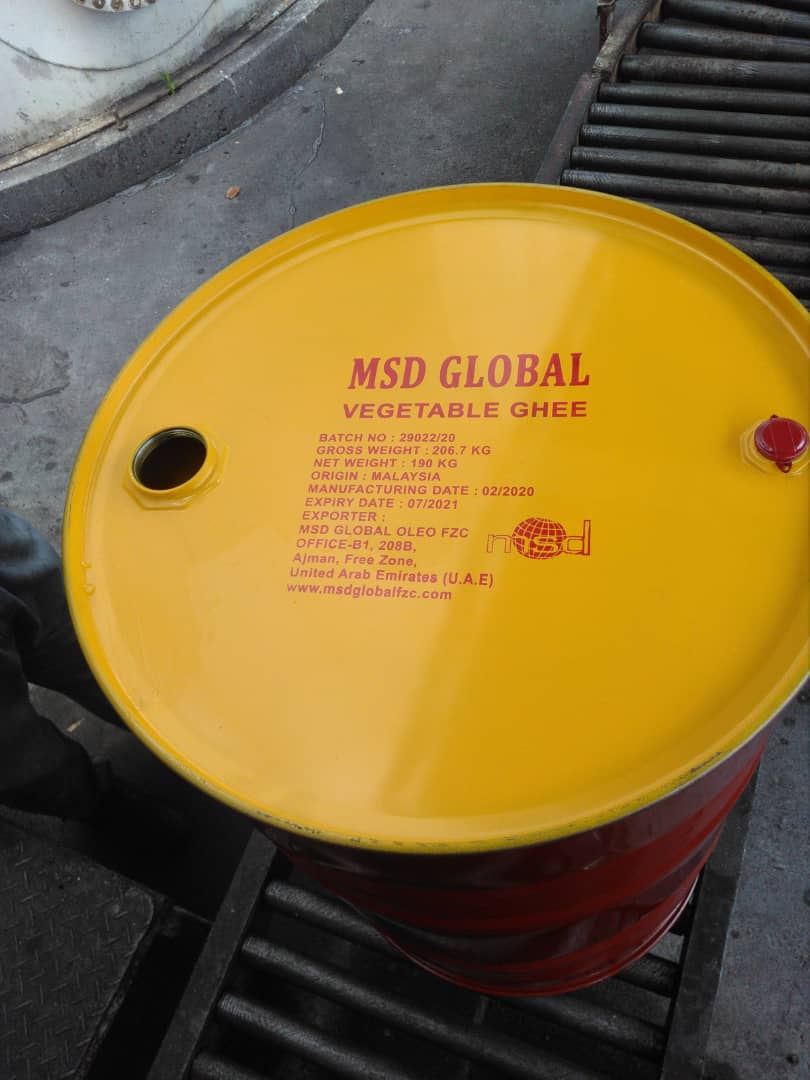 MSD GLOBAL
VEGETABLE GHEE
BATCH NO : 29022/20
GROSS WEIGHT : 206.7 KG
NET WEIGHT : 190 KG
ORIGIN : MALAYSIA
MANUFACTURING DATE : 02/2020
EXPIRY DATE : 07/2021
EXPORTER :
MSD GLOBAL OLEO FZC
OFFICE-B1, 208B,
Ajman, Free Zone,
United Arab Emirates (U.A.E)
www.msdglobalfzc.com
msd